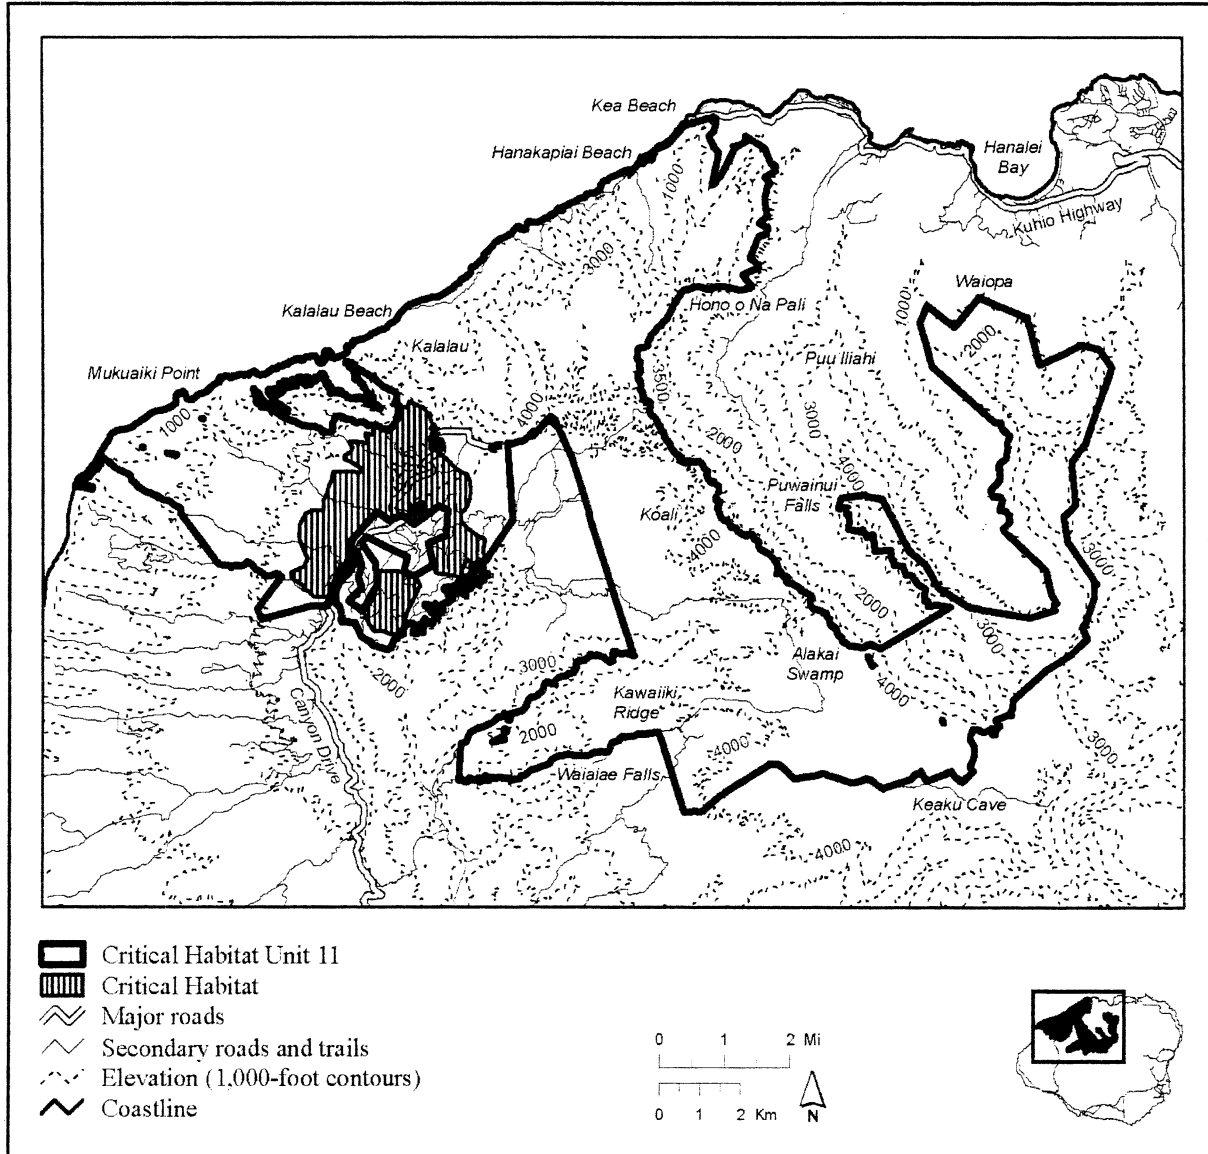 Kea Beach
Hanakapiai Beach
Hanalei
Bay
1000
Kuhio Highway
3000
Waiopa
Kalalau Beach
Hono o Na Pali
1000
Kalalau
2000
Puu Iliahi
Mukuaiki Point
3500
4000
1000
3000
2000
4000
Puwainui
Falls
Koali
4000
3000
2000
3000
Alakai
Swamp
3000
2000
4000
Kawaiiki
Ridge
Canyon Drive
2000
4000
3000
Waialae Falls
Keaku Cave
4000
Critical Habitat Unit 11
Critical Habitat
Major roads
Secondary roads and trails
Elevation (1,000-foot contours)
Coastline
0 1 2 Mi
0 1 2 Km
N